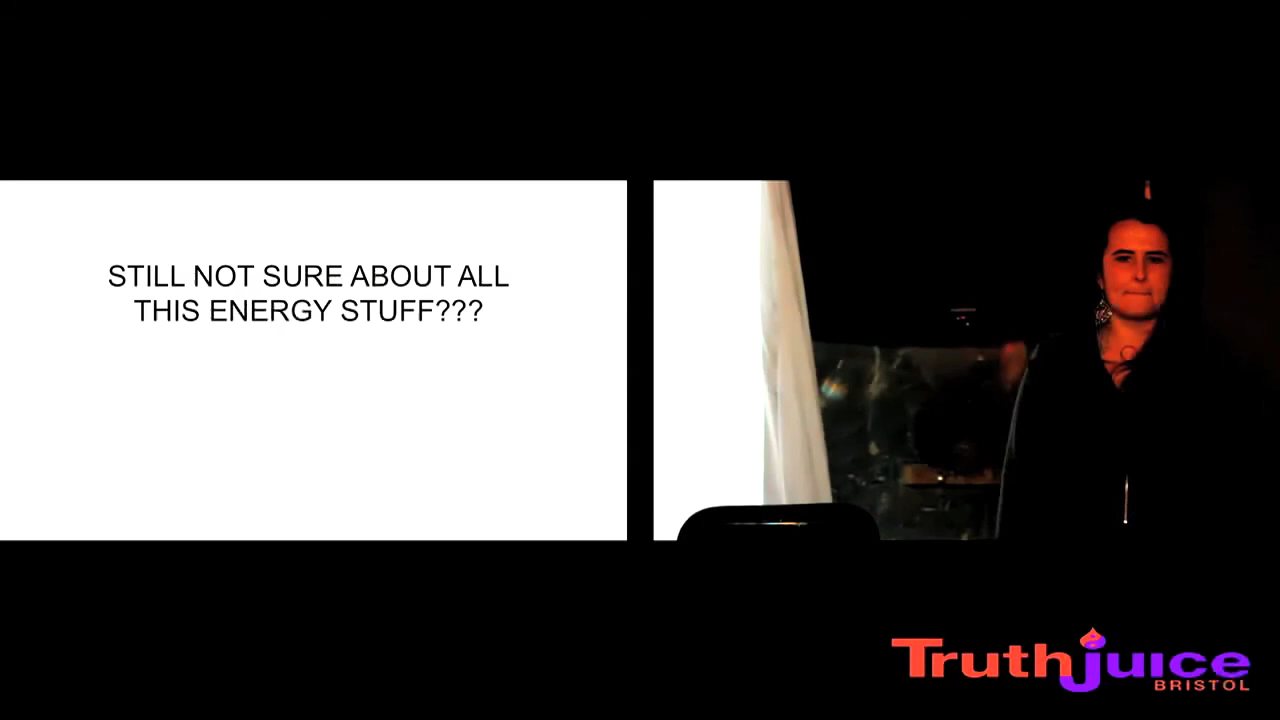 STILL NOT SURE ABOUT ALL
THIS ENERGY STUFF???
Truthjuice
BRISTOL